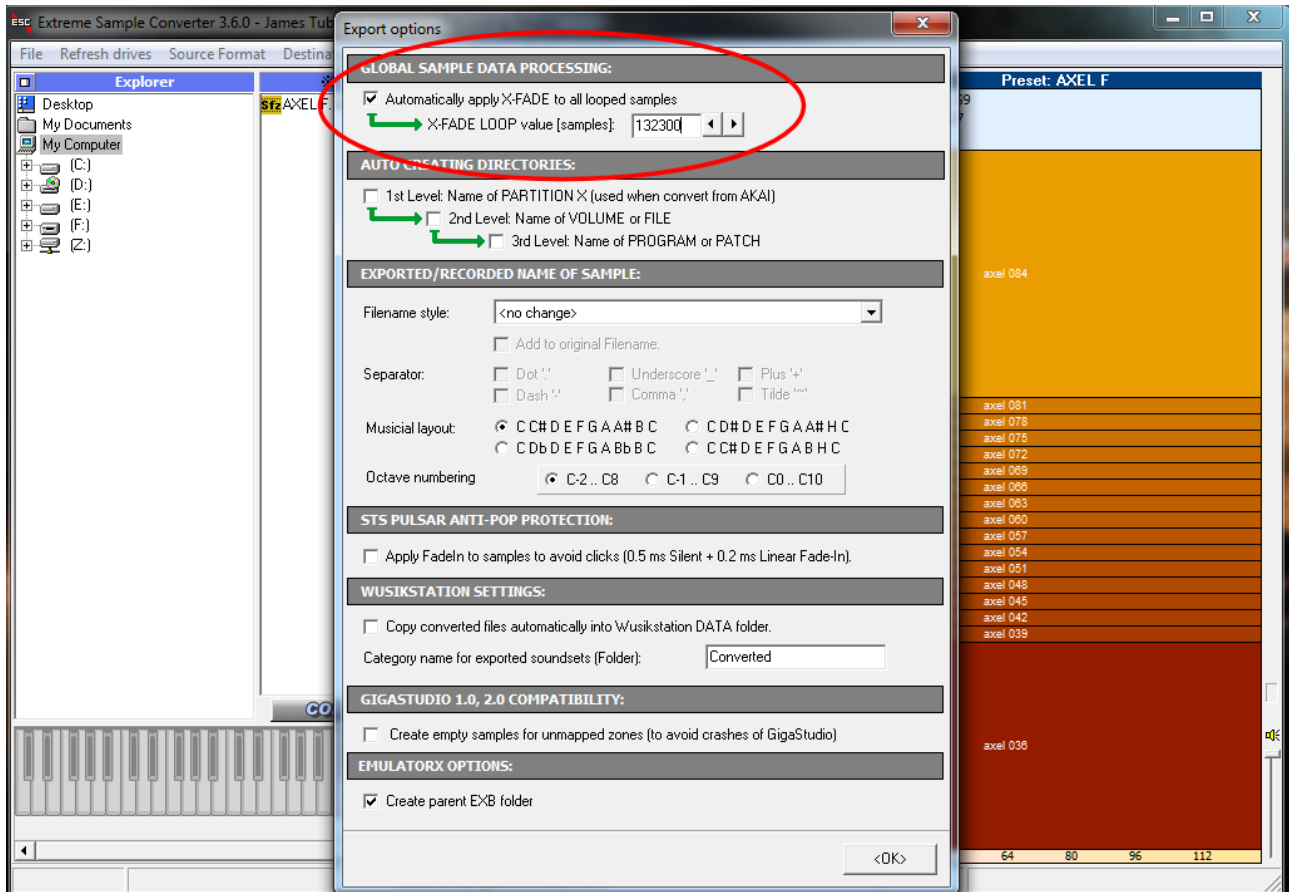 ESC Extreme Sample Converter 3.6.0 - James Tub
File Refresh drives Source Format
Explorer
Desktop
My Documents
My Computer
(C:)
(D:)
(E:)
(F:)
(Z:)
Sfz AXEL F.
Export options
GLOBAL SAMPLE DATA PROCESSING:
Automatically apply X-FADE to all looped samples
X-FADE LOOP value [samples]: 132300
AUTO CREATING DIRECTORIES:
1st Level: Name of PARTITION X (used when convert from AKAI)
2nd Level: Name of VOLUME or FILE
3rd Level: Name of PROGRAM or PATCH
EXPORTED/RECORDED NAME OF SAMPLE:
Filename style: <no change>
Add to original Filename.
Separator: Dot '.' Underscore '_' Plus '+'
Dash '-' Comma ',' Tilde '~'
Musicial layout: C C# D E F G A A# B C C D# D E F G A A# H C
C Db D E F G A Bb B C C C# D E F G A B H C
Octave numbering C-2 .. C8 C-1 .. C9 C0 .. C10
STS PULSAR ANTI-POP PROTECTION:
Apply FadeIn to samples to avoid clicks (0.5 ms Silent + 0.2 ms Linear Fade-In).
WUSIKSTATION SETTINGS:
Copy converted files automatically into Wusikstation DATA folder.
Category name for exported soundsets (Folder): Converted
GIGASTUDIO 1.0, 2.0 COMPATIBILITY:
Create empty samples for unmapped zones (to avoid crashes of GigaStudio)
EMULATORX OPTIONS:
Create parent EXB folder
<OK>
Preset: AXEL F
axel 084
axel 081
axel 078
axel 075
axel 072
axel 069
axel 066
axel 063
axel 060
axel 057
axel 054
axel 051
axel 048
axel 045
axel 042
axel 039
axel 036
64 80 96 112